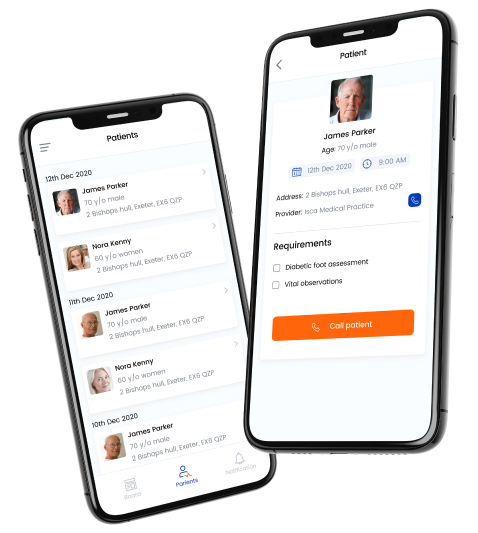 Patients
12th Dec 2020
James Parker
70 y/o male
2 Bishops hull, Exeter, EX6 QZP
Nora Kenny
60 y/o women
2 Bishops hull, Exeter, EX6 QZP
11th Dec 2020
James Parker
70 y/o male
2 Bishops hull, Exeter, EX6 QZP
Nora Kenny
60 y/o women
2 Bishops hull, Exeter, EX6 QZP
10th Dec 2020
James Parker
70 y/o male
2 Bishops hull, Exeter, EX6 QZP
Board
Patients
Notification
Patient
James Parker
Age: 70 y/o male
12th Dec 2020
9:00 AM
Address: 2 Bishops hull, Exeter, EX6 QZP
Provider: Isca Medical Practice
Requirements
Diabetic foot assessment
Vital observations
Call patient